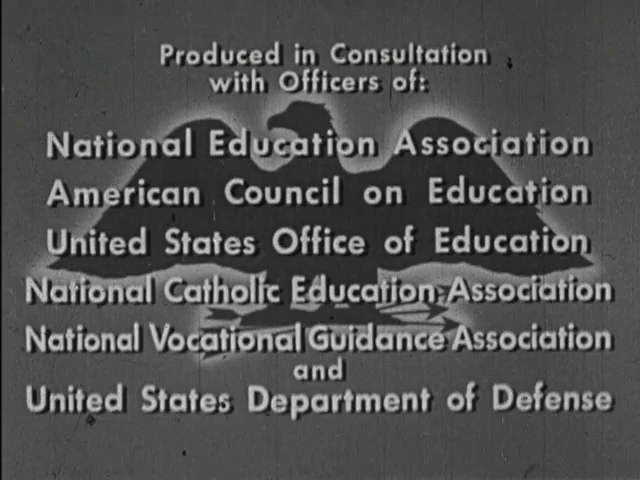 Produced in Consultation
with Officers of:
National Education Association
American Council on Education
United States Office of Education
National Catholic Education Association
National Vocational Guidance Association
and
United States Department of Defense